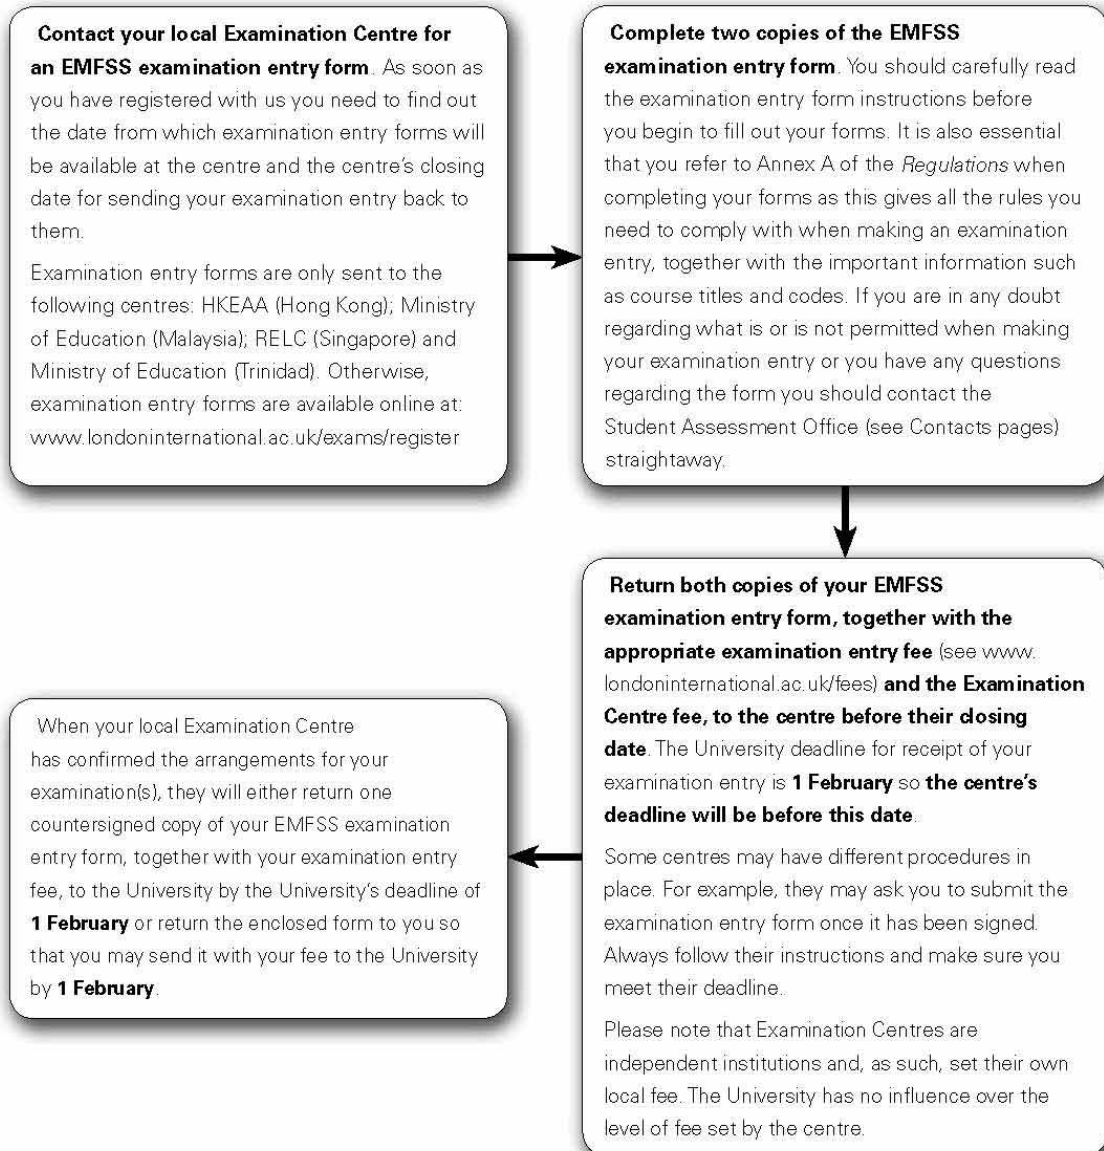 Contact your local Examination Centre for
an EMFSS examination entry form. As soon as
you have registered with us you need to find out
the date from which examination entry forms will
be available at the centre and the centre's closing
date for sending your examination entry back to
them.
Examination entry forms are only sent to the
following centres: HKEAA (Hong Kong); Ministry
of Education (Malaysia); RELC (Singapore) and
Ministry of Education (Trinidad). Otherwise,
examination entry forms are available online at:
www.londoninternational.ac.uk/exams/register
Complete two copies of the EMFSS
examination entry form. You should carefully read
the examination entry form instructions before
you begin to fill out your forms. It is also essential
that you refer to Annex A of the Regulations when
completing your forms as this gives all the rules you
need to comply with when making an examination
entry, together with the important information such
as course titles and codes. If you are in any doubt
regarding what is or is not permitted when making
your examination entry or you have any questions
regarding the form you should contact the
Student Assessment Office (see Contacts pages)
straightaway.
Return both copies of your EMFSS
examination entry form, together with the
appropriate examination entry fee (see www.
londoninternational.ac.uk/fees) and the Examination
Centre fee, to the centre before their closing
date. The University deadline for receipt of your
examination entry is 1 February so the centre's
deadline will be before this date.
Some centres may have different procedures in
place. For example, they may ask you to submit the
examination entry form once it has been signed.
Always follow their instructions and make sure you
meet their deadline.
Please note that Examination Centres are
independent institutions and, as such, set their own
local fee. The University has no influence over the
level of fee set by the centre.
When your local Examination Centre
has confirmed the arrangements for your
examination(s), they will either return one
countersigned copy of your EMFSS examination
entry form, together with your examination entry
fee, to the University by the University's deadline of
1 February or return the enclosed form to you so
that you may send it with your fee to the University
by 1 February.